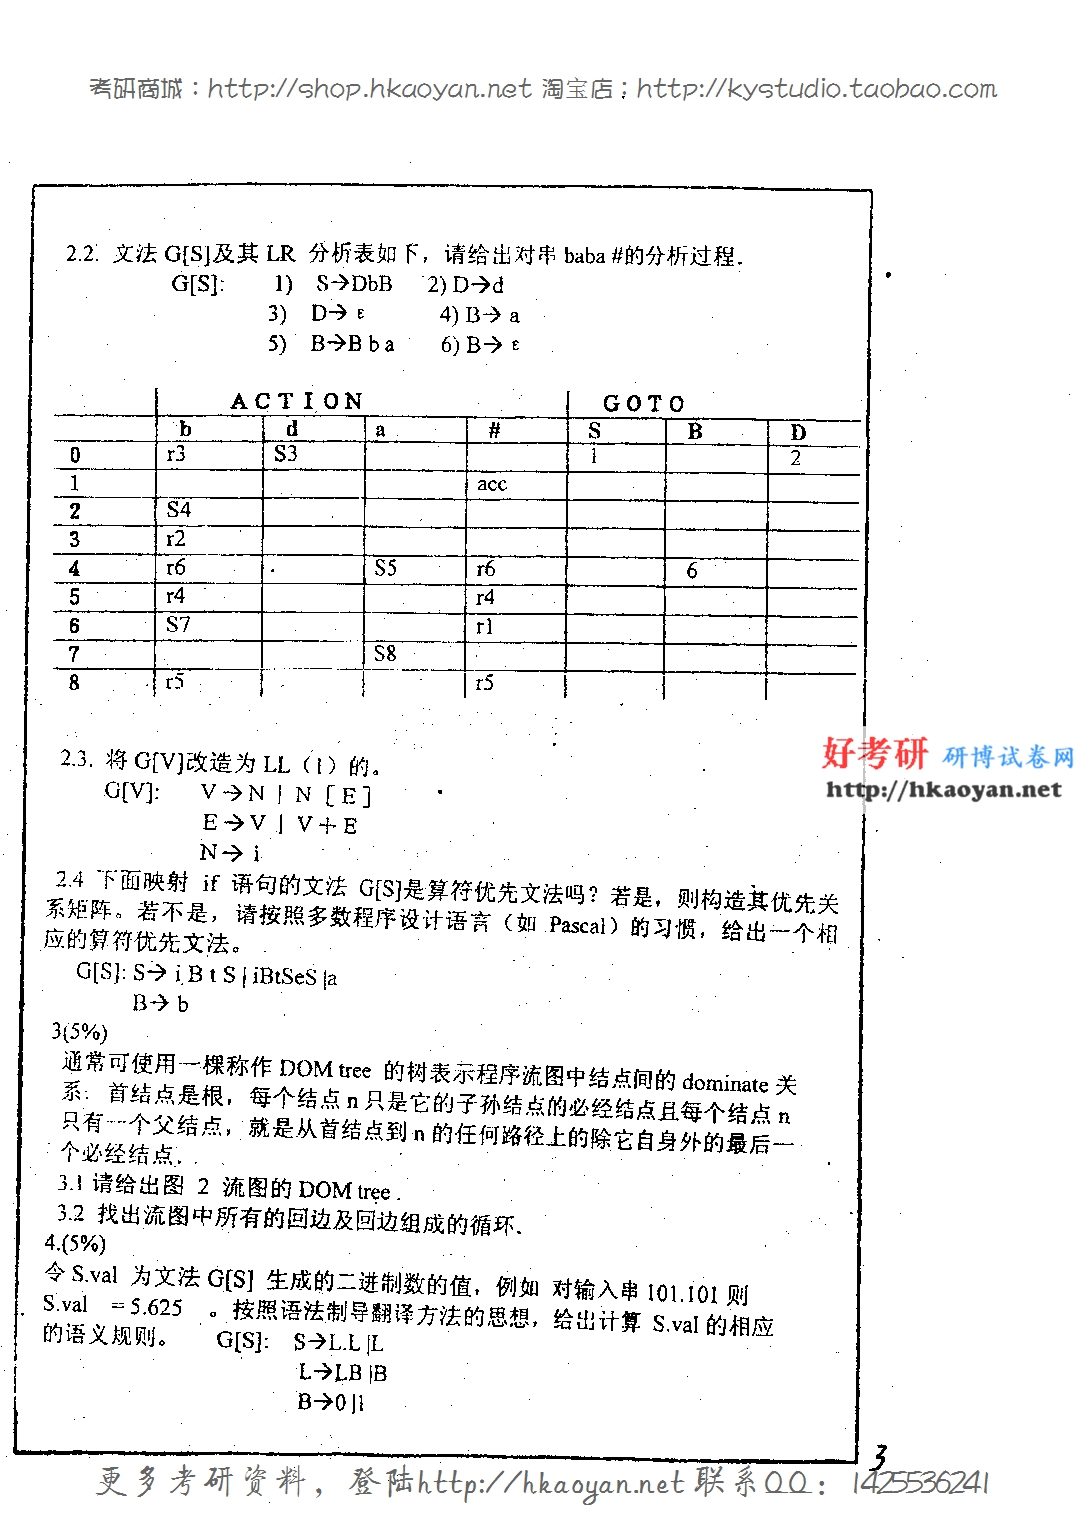 考研商城：http://shop.hkaoyan.net 淘宝店；http://kystudio.taobao.com
2.2. 文法 G[S]及其 LR 分析表如下，请给出对串 baba #的分析过程.
G[S]: 1) S→DbB 2) D→d
3) D→ ε 4) B→ a
5) B→B b a 6) B→ ε
ACTION GOTO
b d a # S B D
0 r3 S3 1 2
1 acc
2 S4
3 r2
4 r6 S5 r6 6
5 r4 r4
6 S7 r1
7 S8
8 r5 r5
2.3. 将 G[V]改造为 LL（1）的。
G[V]: V→N | N [E]
E→V | V+E
N→ i
好考研 研博试卷网
http://hkaoyan.net
2.4 下面映射 if 语句的文法 G[S]是算符优先文法吗？若是，则构造其优先关
系矩阵。若不是，请按照多数程序设计语言（如 Pascal）的习惯，给出一个相
应的算符优先文法。
G[S]: S→ i B t S | iBtSeS |a
B→ b
3(5%)
通常可使用一棵称作 DOM tree 的树表示程序流图中结点间的 dominate 关
系: 首结点是根，每个结点 n 只是它的子孙结点的必经结点且每个结点 n
只有一个父结点，就是从首结点到 n 的任何路径上的除它自身外的最后一
个必经结点.
3.1 请给出图 2 流图的 DOM tree .
3.2 找出流图中所有的回边及回边组成的循环.
4.(5%)
令 S.val 为文法 G[S] 生成的二进制数的值，例如 对输入串 101.101 则
S.val =5.625 。按照语法制导翻译方法的思想，给出计算 S.val 的相应
的语义规则。 G[S]: S→L.L |L
L→LB |B
B→0 |1
3
更多考研资料，登陆http://hkaoyan.net 联系QQ：1425536241